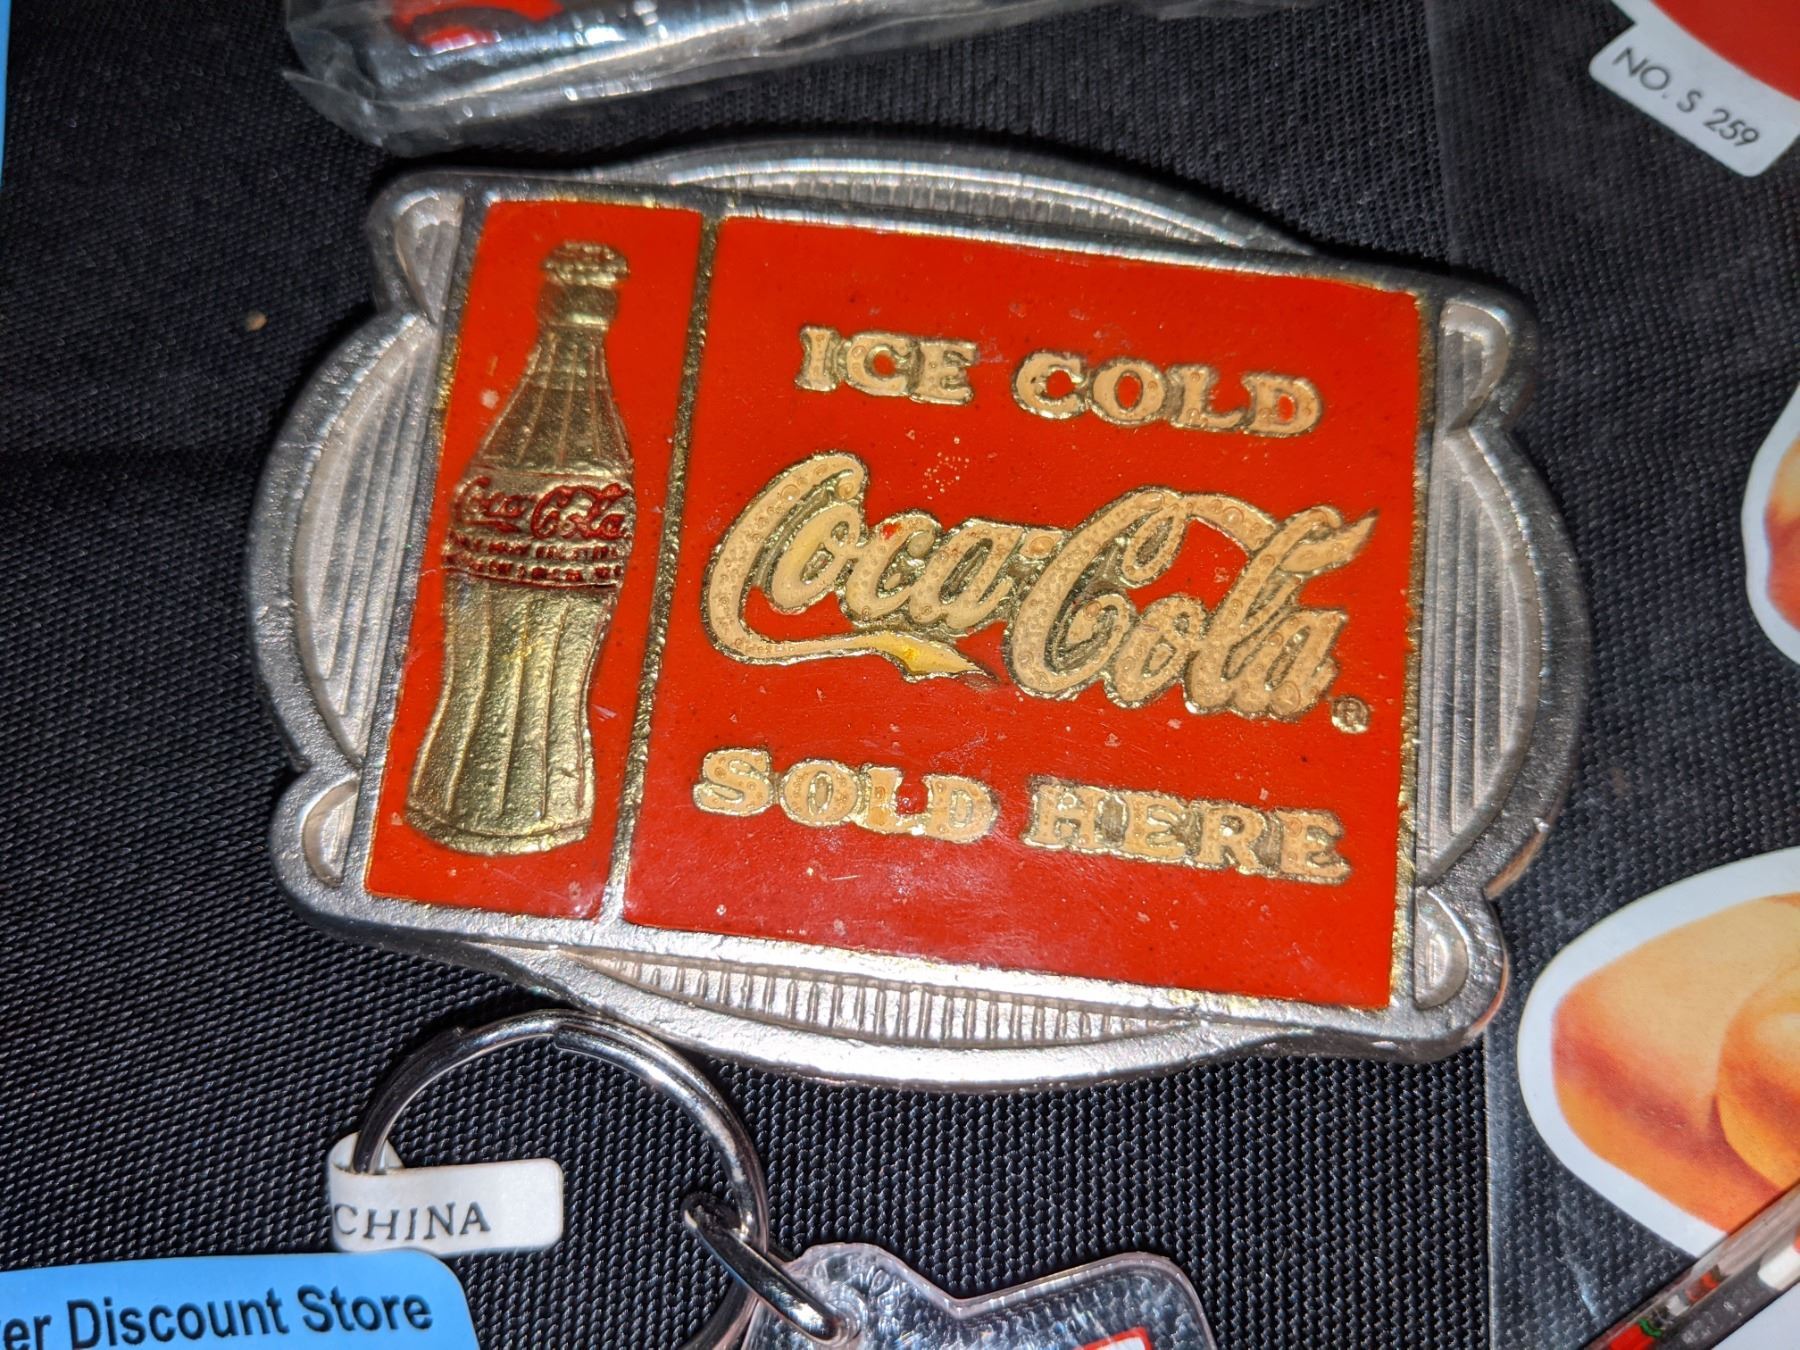 NO. S 259
ICE COLD
Coca-Cola
Coca-Cola ®
SOLD HERE
CHINA
er Discount Store